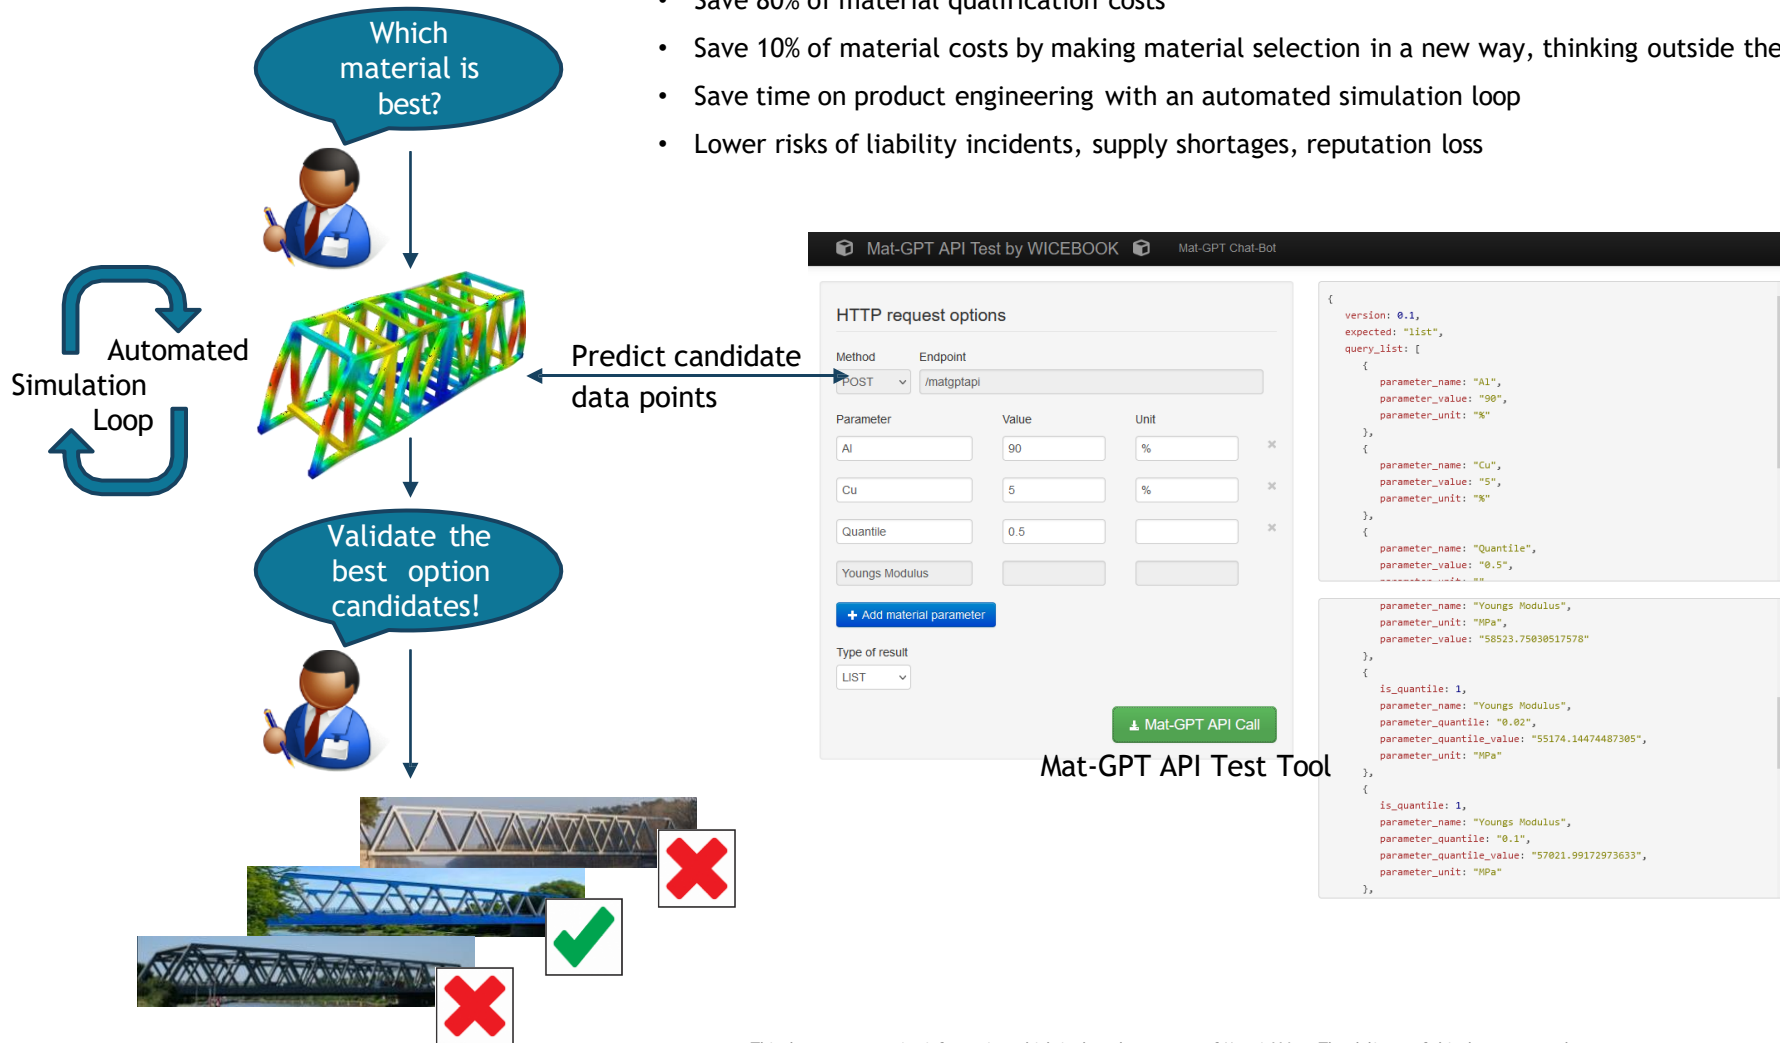 • Save 80% of material qualification costs
• Save 10% of material costs by making material selection in a new way, thinking outside the
• Save time on product engineering with an automated simulation loop
• Lower risks of liability incidents, supply shortages, reputation loss
Which
material is
best?
Automated
Simulation
Loop
Predict candidate
data points
Validate the
best option
candidates!
Mat-GPT API Test by WICEBOOK
Mat-GPT Chat-Bot
HTTP request options
Method Endpoint
POST /matgptapi
Parameter Value Unit
Al 90 %
Cu 5 %
Quantile 0.5
Youngs Modulus
+ Add material parameter
Type of result
LIST
Mat-GPT API Call
Mat-GPT API Test Tool
{
version: 0.1,
expected: "list",
query_list: [
{
parameter_name: "Al",
parameter_value: "90",
parameter_unit: "%"
},
{
parameter_name: "Cu",
parameter_value: "5",
parameter_unit: "%"
},
{
parameter_name: "Quantile",
parameter_value: "0.5",
parameter_unit: ""
parameter_name: "Youngs Modulus",
parameter_unit: "MPa",
parameter_value: "58523.75030517578"
},
{
is_quantile: 1,
parameter_name: "Youngs Modulus",
parameter_quantile: "0.02",
parameter_quantile_value: "55174.14474487305",
parameter_unit: "MPa"
},
{
is_quantile: 1,
parameter_name: "Youngs Modulus",
parameter_quantile: "0.1",
parameter_quantile_value: "57021.99172973633",
parameter_unit: "MPa"
},